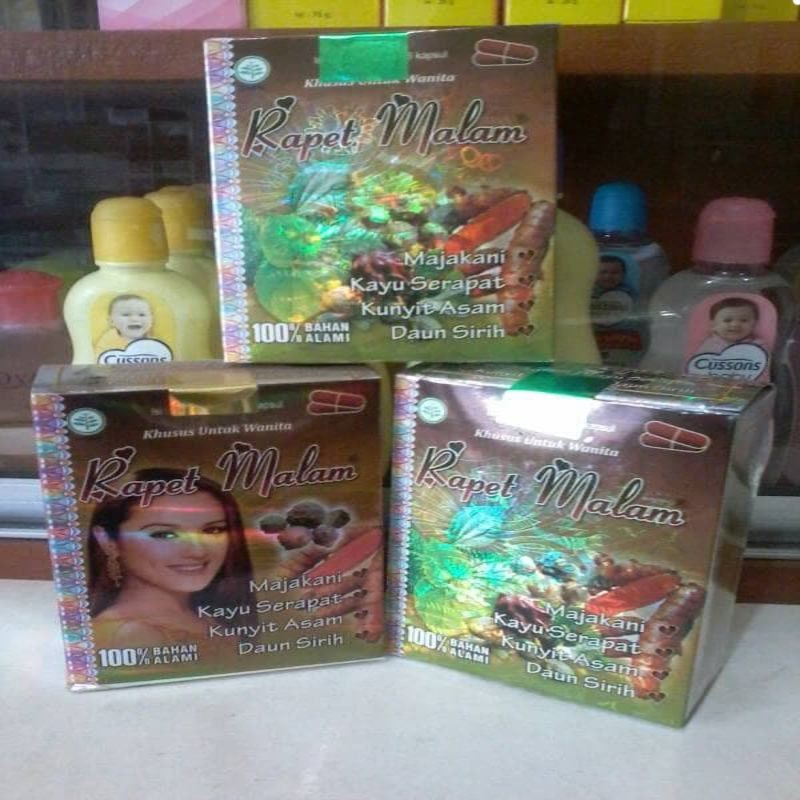 kapsul
Khusus Untuk Wanita
Rapet Malam
Majakani
Kayu Serapat
Kunyit Asam
Daun Sirih
100% BAHAN
ALAMI
Cussons
Cussons
Khusus Untuk Wanita
Rapet Malam
Majakani
Kayu Serapat
Kunyit Asam
Daun Sirih
100% BAHAN
ALAMI
Khusus Untuk Wanita
Rapet Malam
Majakani
Kayu Serapat
Kunyit Asam
Daun Sirih
100% BAHAN
ALAMI